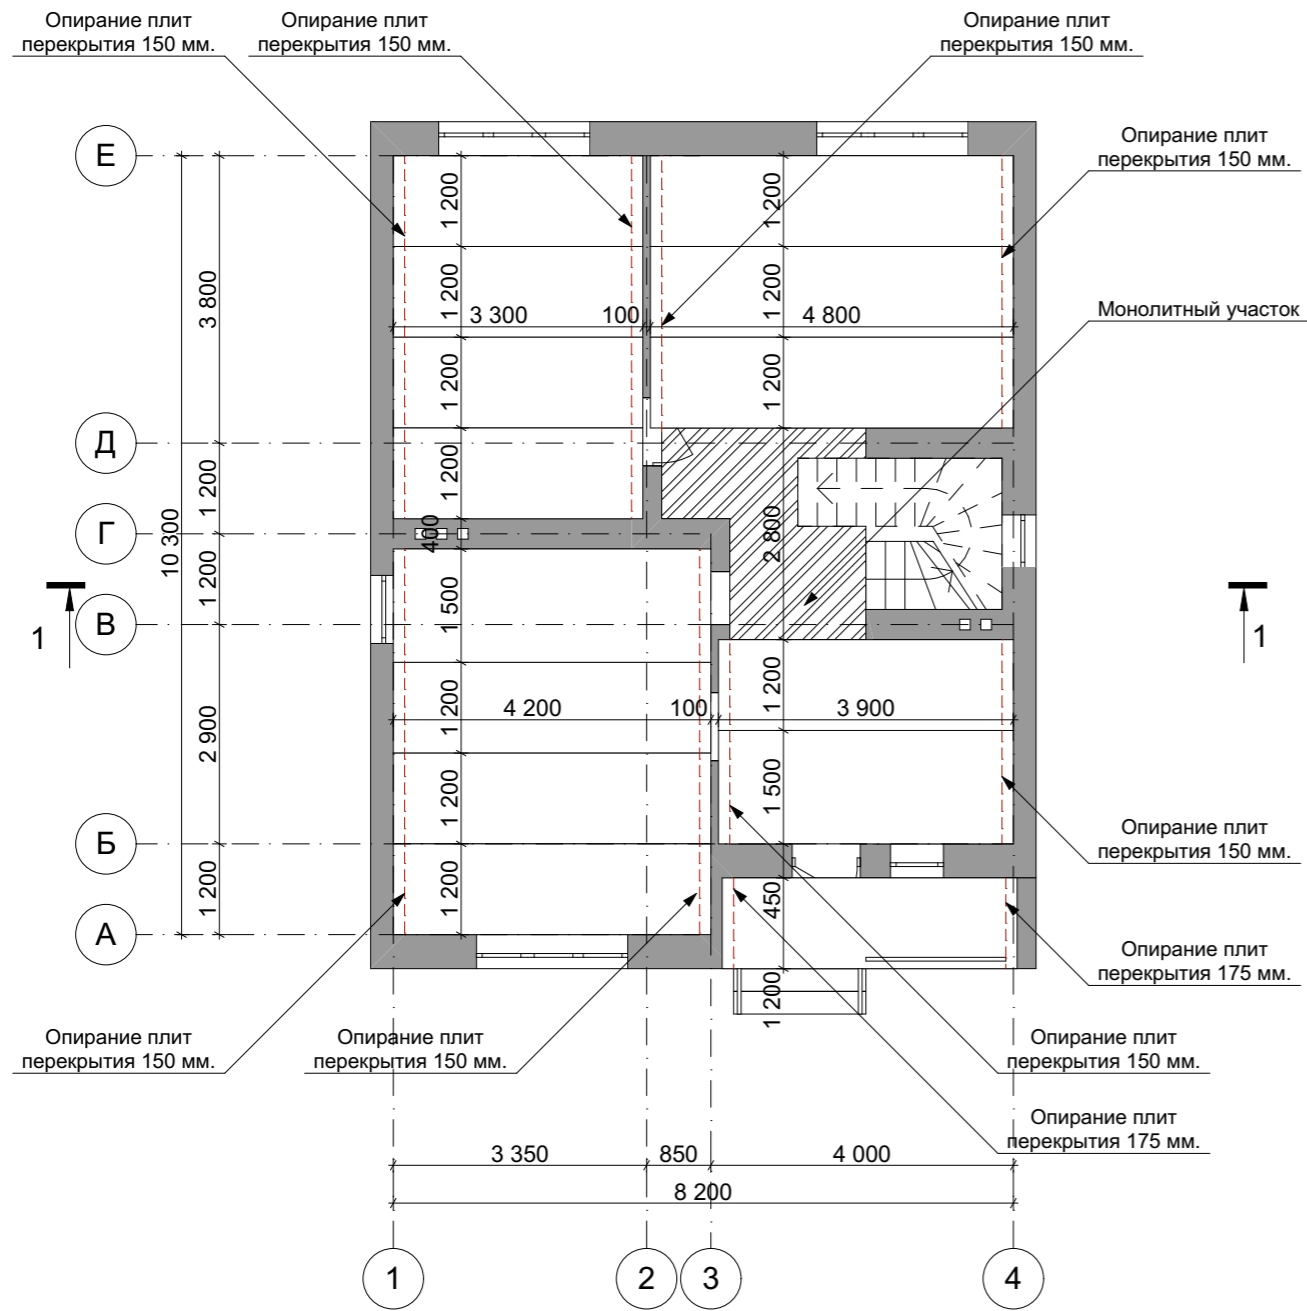 Опирание плит
перекрытия 150 мм.
Опирание плит
перекрытия 150 мм.
Опирание плит
перекрытия 150 мм.
Опирание плит
перекрытия 150 мм.
Монолитный участок
Е
Д
Г
В
Б
А
10 300
3 800
1 200
1 200
2 900
1 200
1 200
1 200
1 200
1 200
400
1 500
1 200
1 200
1 200
3 300
100
4 800
1 200
1 200
1 200
2 800
1 200
1 500
450
1 200
4 200
100
3 900
1
1
Опирание плит
перекрытия 150 мм.
Опирание плит
перекрытия 175 мм.
Опирание плит
перекрытия 150 мм.
Опирание плит
перекрытия 150 мм.
Опирание плит
перекрытия 150 мм.
Опирание плит
перекрытия 175 мм.
3 350
850
4 000
8 200
1
2
3
4